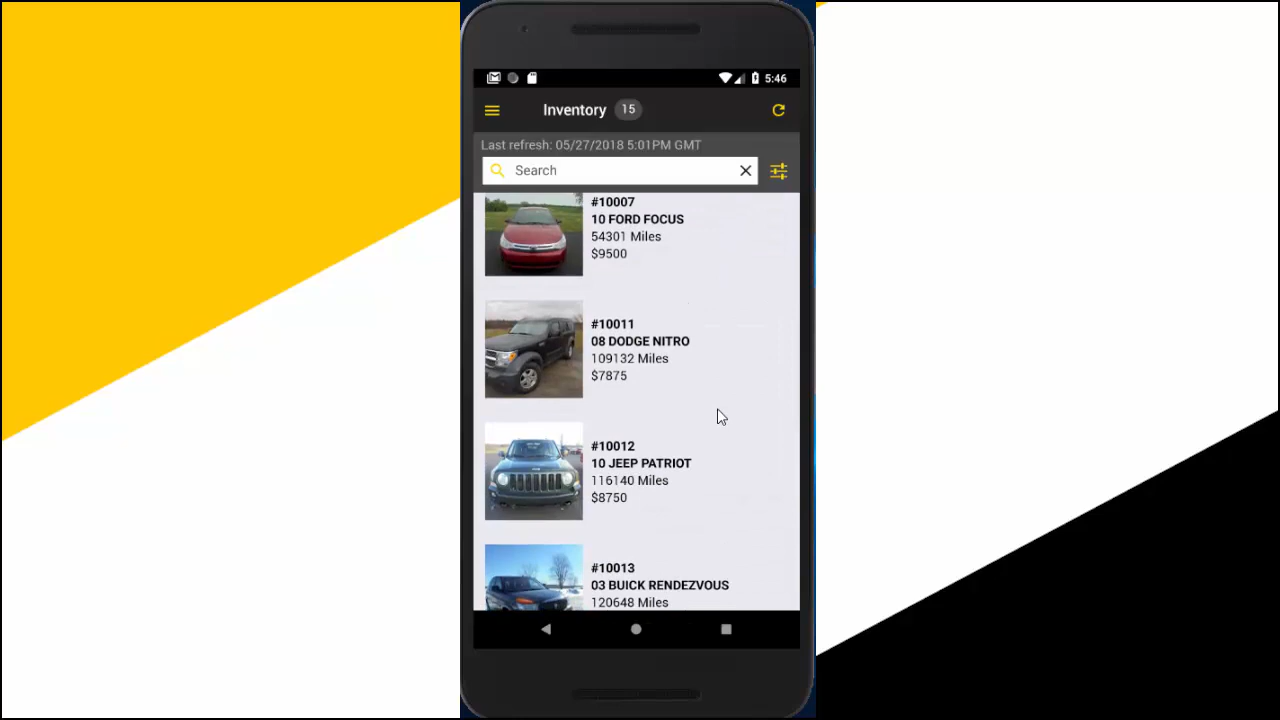 5:46
Inventory 15
Last refresh: 05/27/2018 5:01PM GMT
Search
#10007
10 FORD FOCUS
54301 Miles
$9500
#10011
08 DODGE NITRO
109132 Miles
$7875
#10012
10 JEEP PATRIOT
116140 Miles
$8750
#10013
03 BUICK RENDEZVOUS
120648 Miles